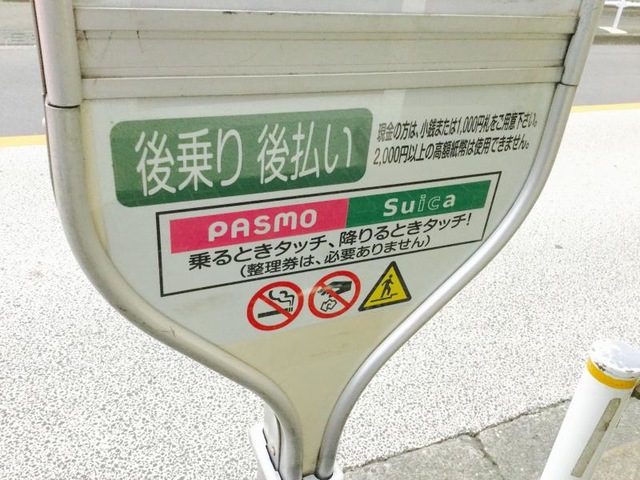 後乗り 後払い
現金の方は、小銭または1,000円札をご用意下さい。
2,000円以上の高額紙幣は使用できません。
PASMO Suica
乗るときタッチ、降りるときタッチ!
(整理券は、必要ありません)